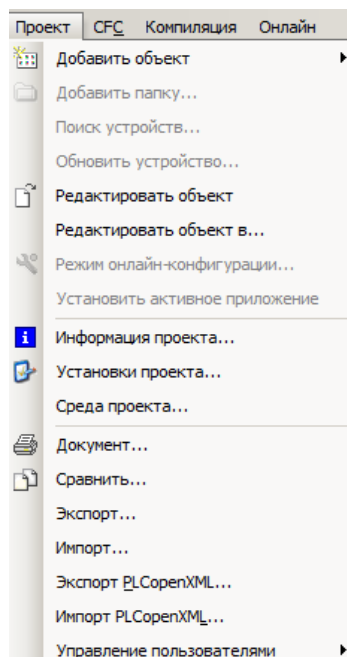 Проект CFC Компиляция Онлайн
Добавить объект
Добавить папку...
Поиск устройств...
Обновить устройство...
Редактировать объект
Редактировать объект в...
Режим онлайн-конфигурации...
Установить активное приложение
Информация проекта...
Установки проекта...
Среда проекта...
Документ...
Сравнить...
Экспорт...
Импорт...
Экспорт PLCopenXML...
Импорт PLCopenXML...
Управление пользователями